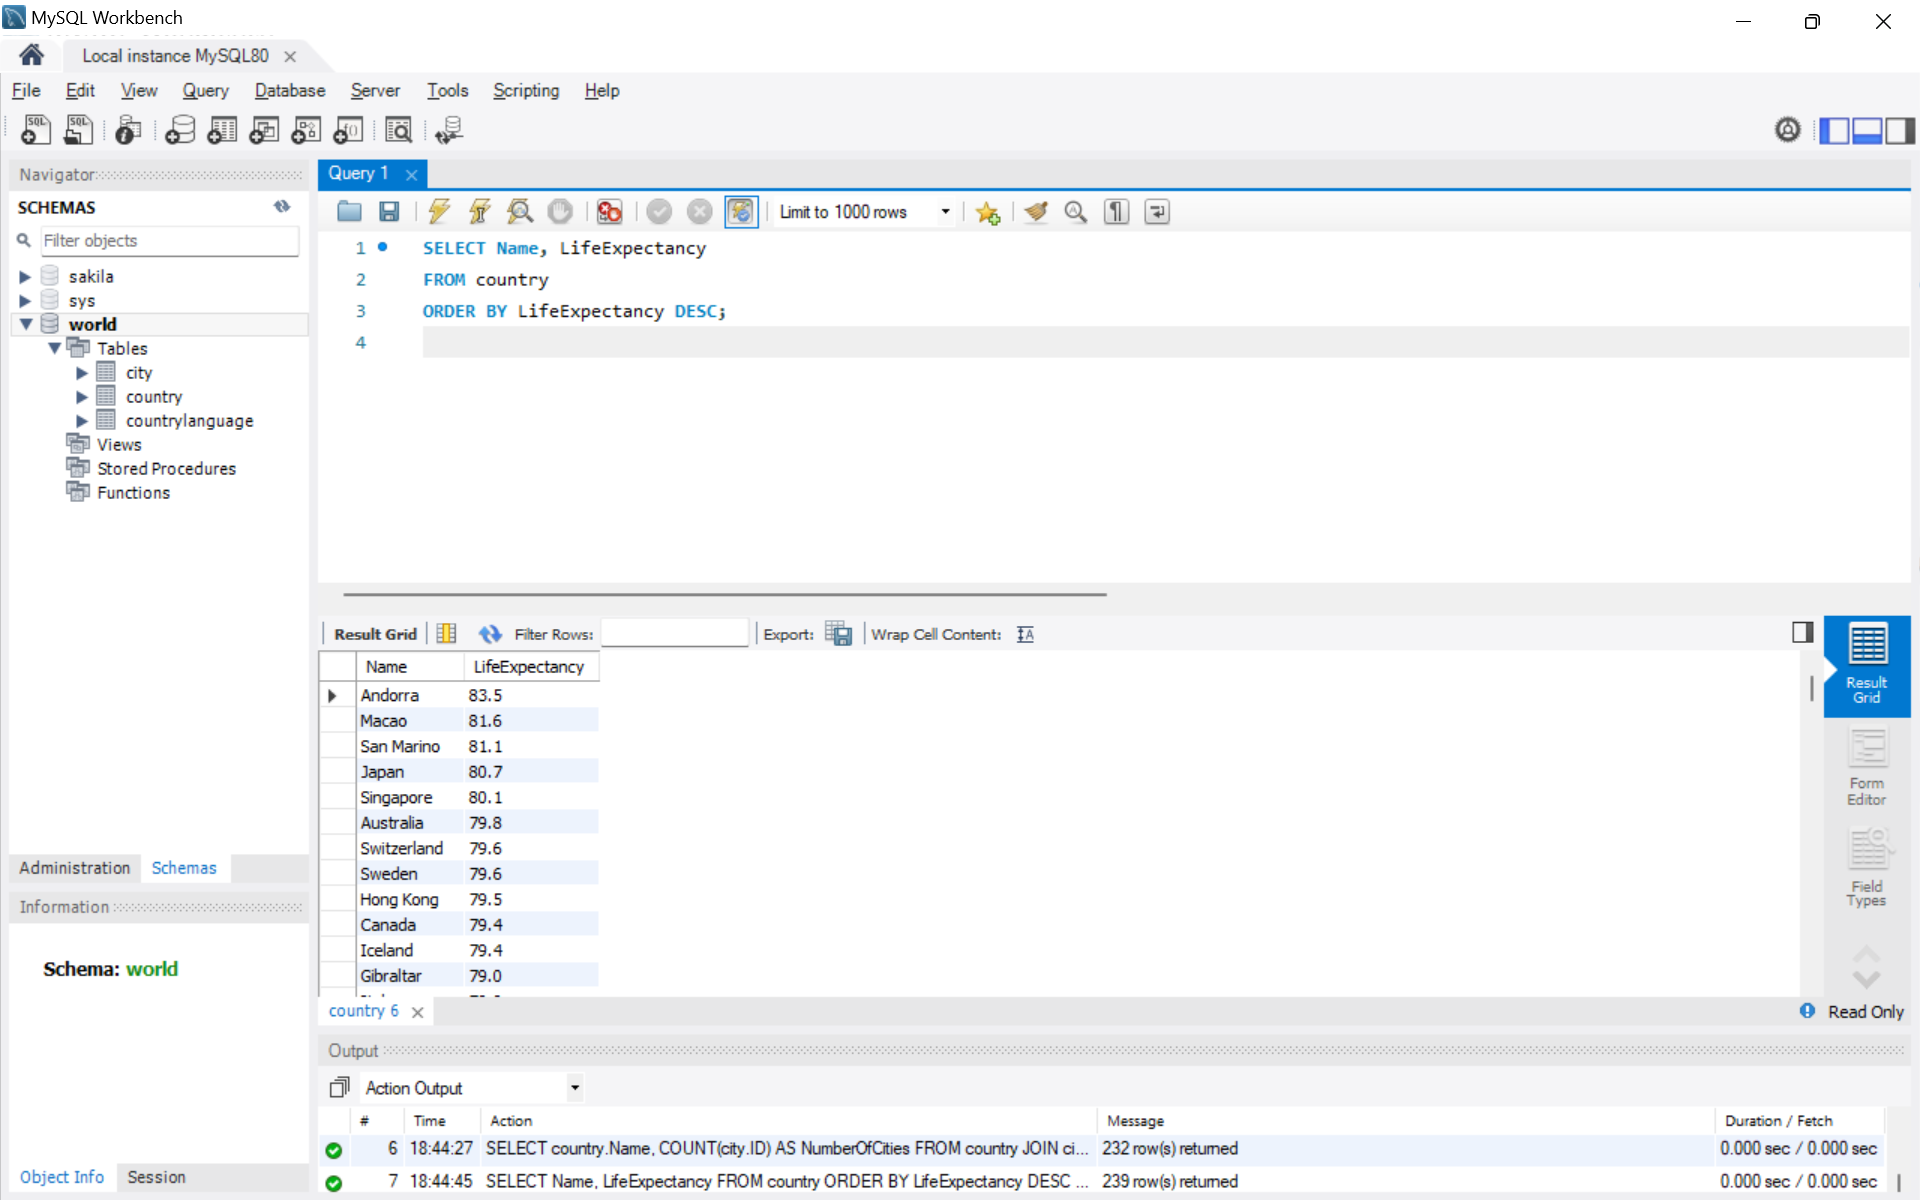 MySQL Workbench
Local instance MySQL80
File Edit View Query Database Server Tools Scripting Help
Navigator
SCHEMAS
Filter objects
sakila
sys
world
Tables
city
country
countrylanguage
Views
Stored Procedures
Functions
Administration Schemas
Information
Schema: world
Object Info Session
Query 1
Limit to 1000 rows
1 SELECT Name, LifeExpectancy
2 FROM country
3 ORDER BY LifeExpectancy DESC;
4
Result Grid Filter Rows: Export: Wrap Cell Content:
Name LifeExpectancy
Andorra 83.5
Macao 81.6
San Marino 81.1
Japan 80.7
Singapore 80.1
Australia 79.8
Switzerland 79.6
Sweden 79.6
Hong Kong 79.5
Canada 79.4
Iceland 79.4
Gibraltar 79.0
Result
Grid
Form
Editor
Field
Types
country 6
Read Only
Output
Action Output
# Time Action Message Duration / Fetch
6 18:44:27 SELECT country.Name, COUNT(city.ID) AS NumberOfCities FROM country JOIN ci... 232 row(s) returned 0.000 sec / 0.000 sec
7 18:44:45 SELECT Name, LifeExpectancy FROM country ORDER BY LifeExpectancy DESC ... 239 row(s) returned 0.000 sec / 0.000 sec